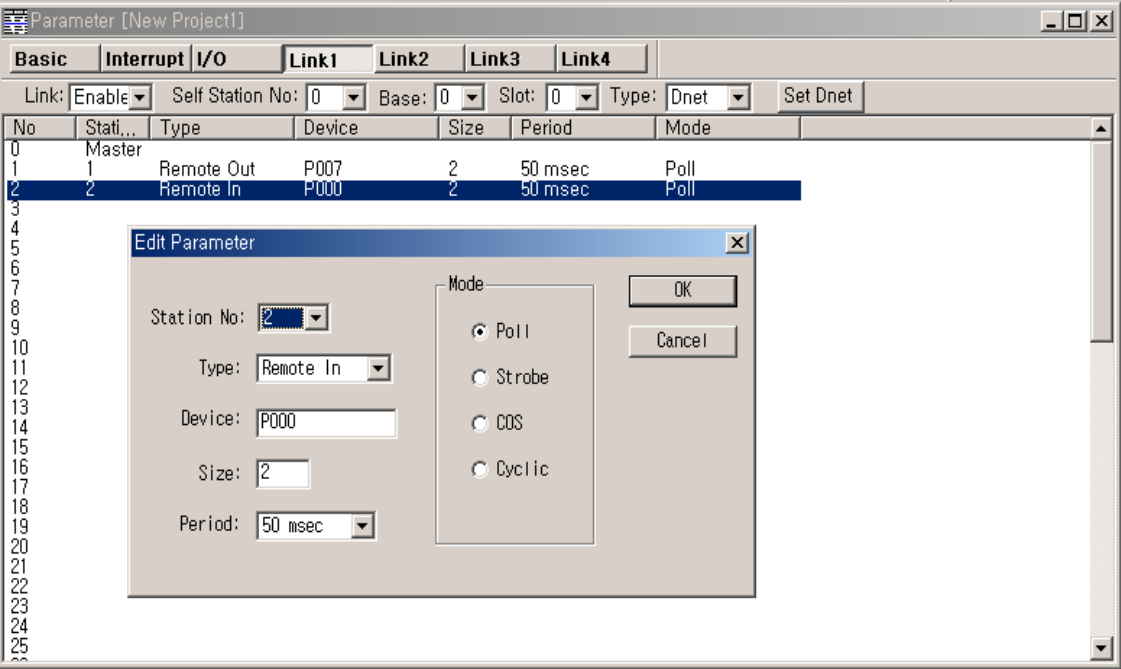 Parameter [New Project1]
Basic Interrupt I/O Link1 Link2 Link3 Link4
Link: Enable Self Station No: 0 Base: 0 Slot: 0 Type: Dnet Set Dnet
No Stati... Type Device Size Period Mode
0 Master
1 1 Remote Out P007 2 50 msec Poll
2 2 Remote In P000 2 50 msec Poll
3
4
5
6
7
8
9
10
11
12
13
14
15
16
17
18
19
20
21
22
23
24
25
Edit Parameter
Station No: 2
Type: Remote In
Device: P000
Size: 2
Period: 50 msec
Mode
Poll
Strobe
COS
Cyclic
OK
Cancel